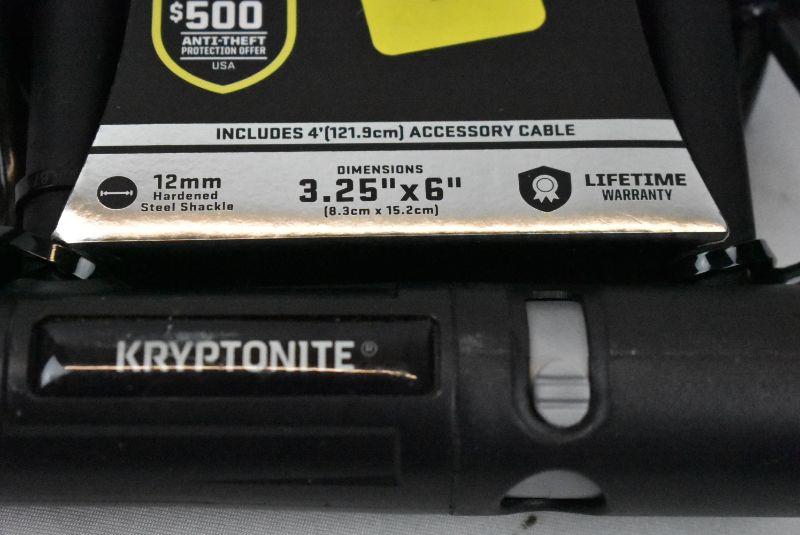 $500
ANTI-THEFT
PROTECTION OFFER
USA
INCLUDES 4'(121.9cm) ACCESSORY CABLE
12mm
Hardened
Steel Shackle
DIMENSIONS
3.25"x6"
(8.3cm x 15.2cm)
LIFETIME
WARRANTY
KRYPTONITE®